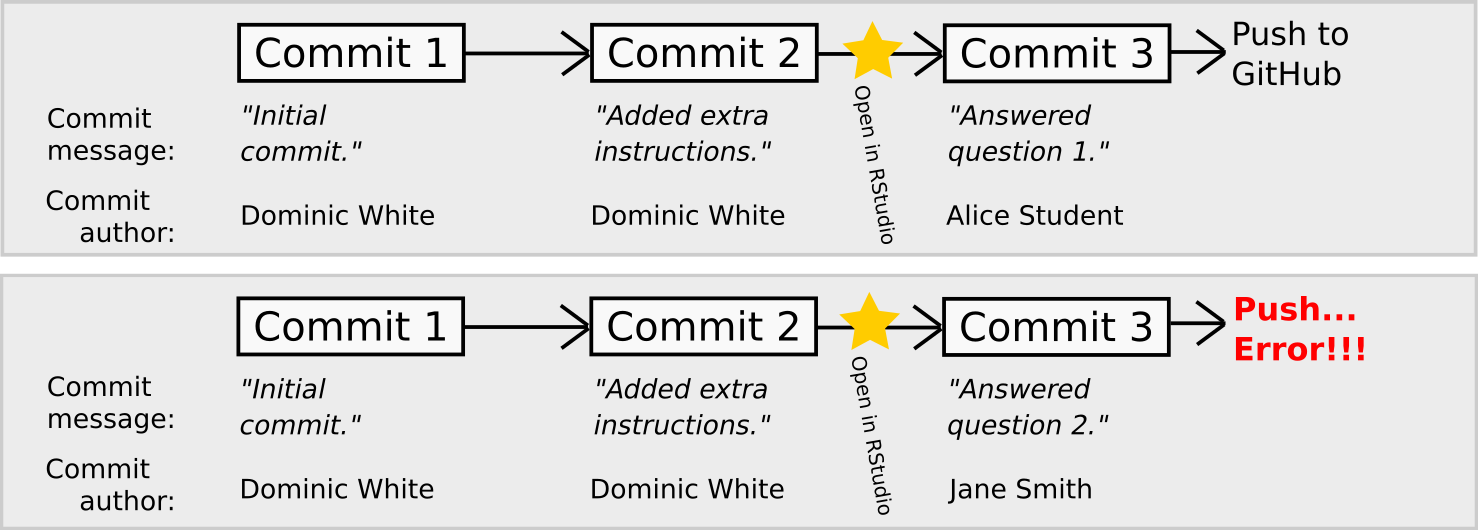 Commit 1
Commit 2
Commit 3
Push to
GitHub
Open in RStudio
Commit
message:
"Initial
commit."
"Added extra
instructions."
"Answered
question 1."
Commit
author:
Dominic White
Dominic White
Alice Student
Commit 1
Commit 2
Commit 3
Push...
Error!!!
Open in RStudio
Commit
message:
"Initial
commit."
"Added extra
instructions."
"Answered
question 2."
Commit
author:
Dominic White
Dominic White
Jane Smith